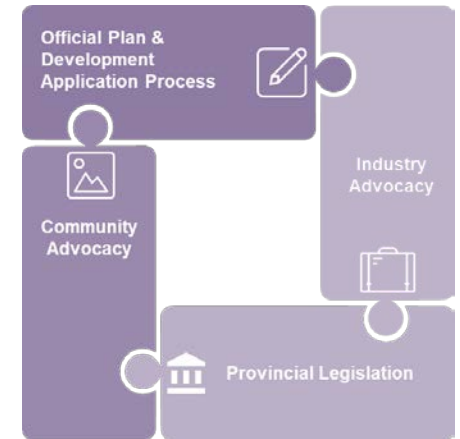 Official Plan &
Development
Application Process
Industry
Advocacy
Community
Advocacy
Provincial Legislation